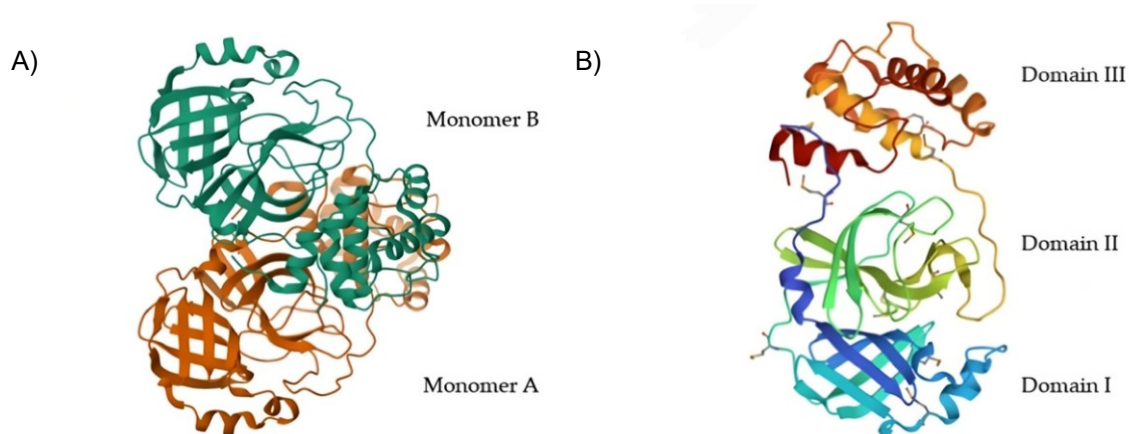 A)
Monomer B
Monomer A
B)
Domain III
Domain II
Domain I